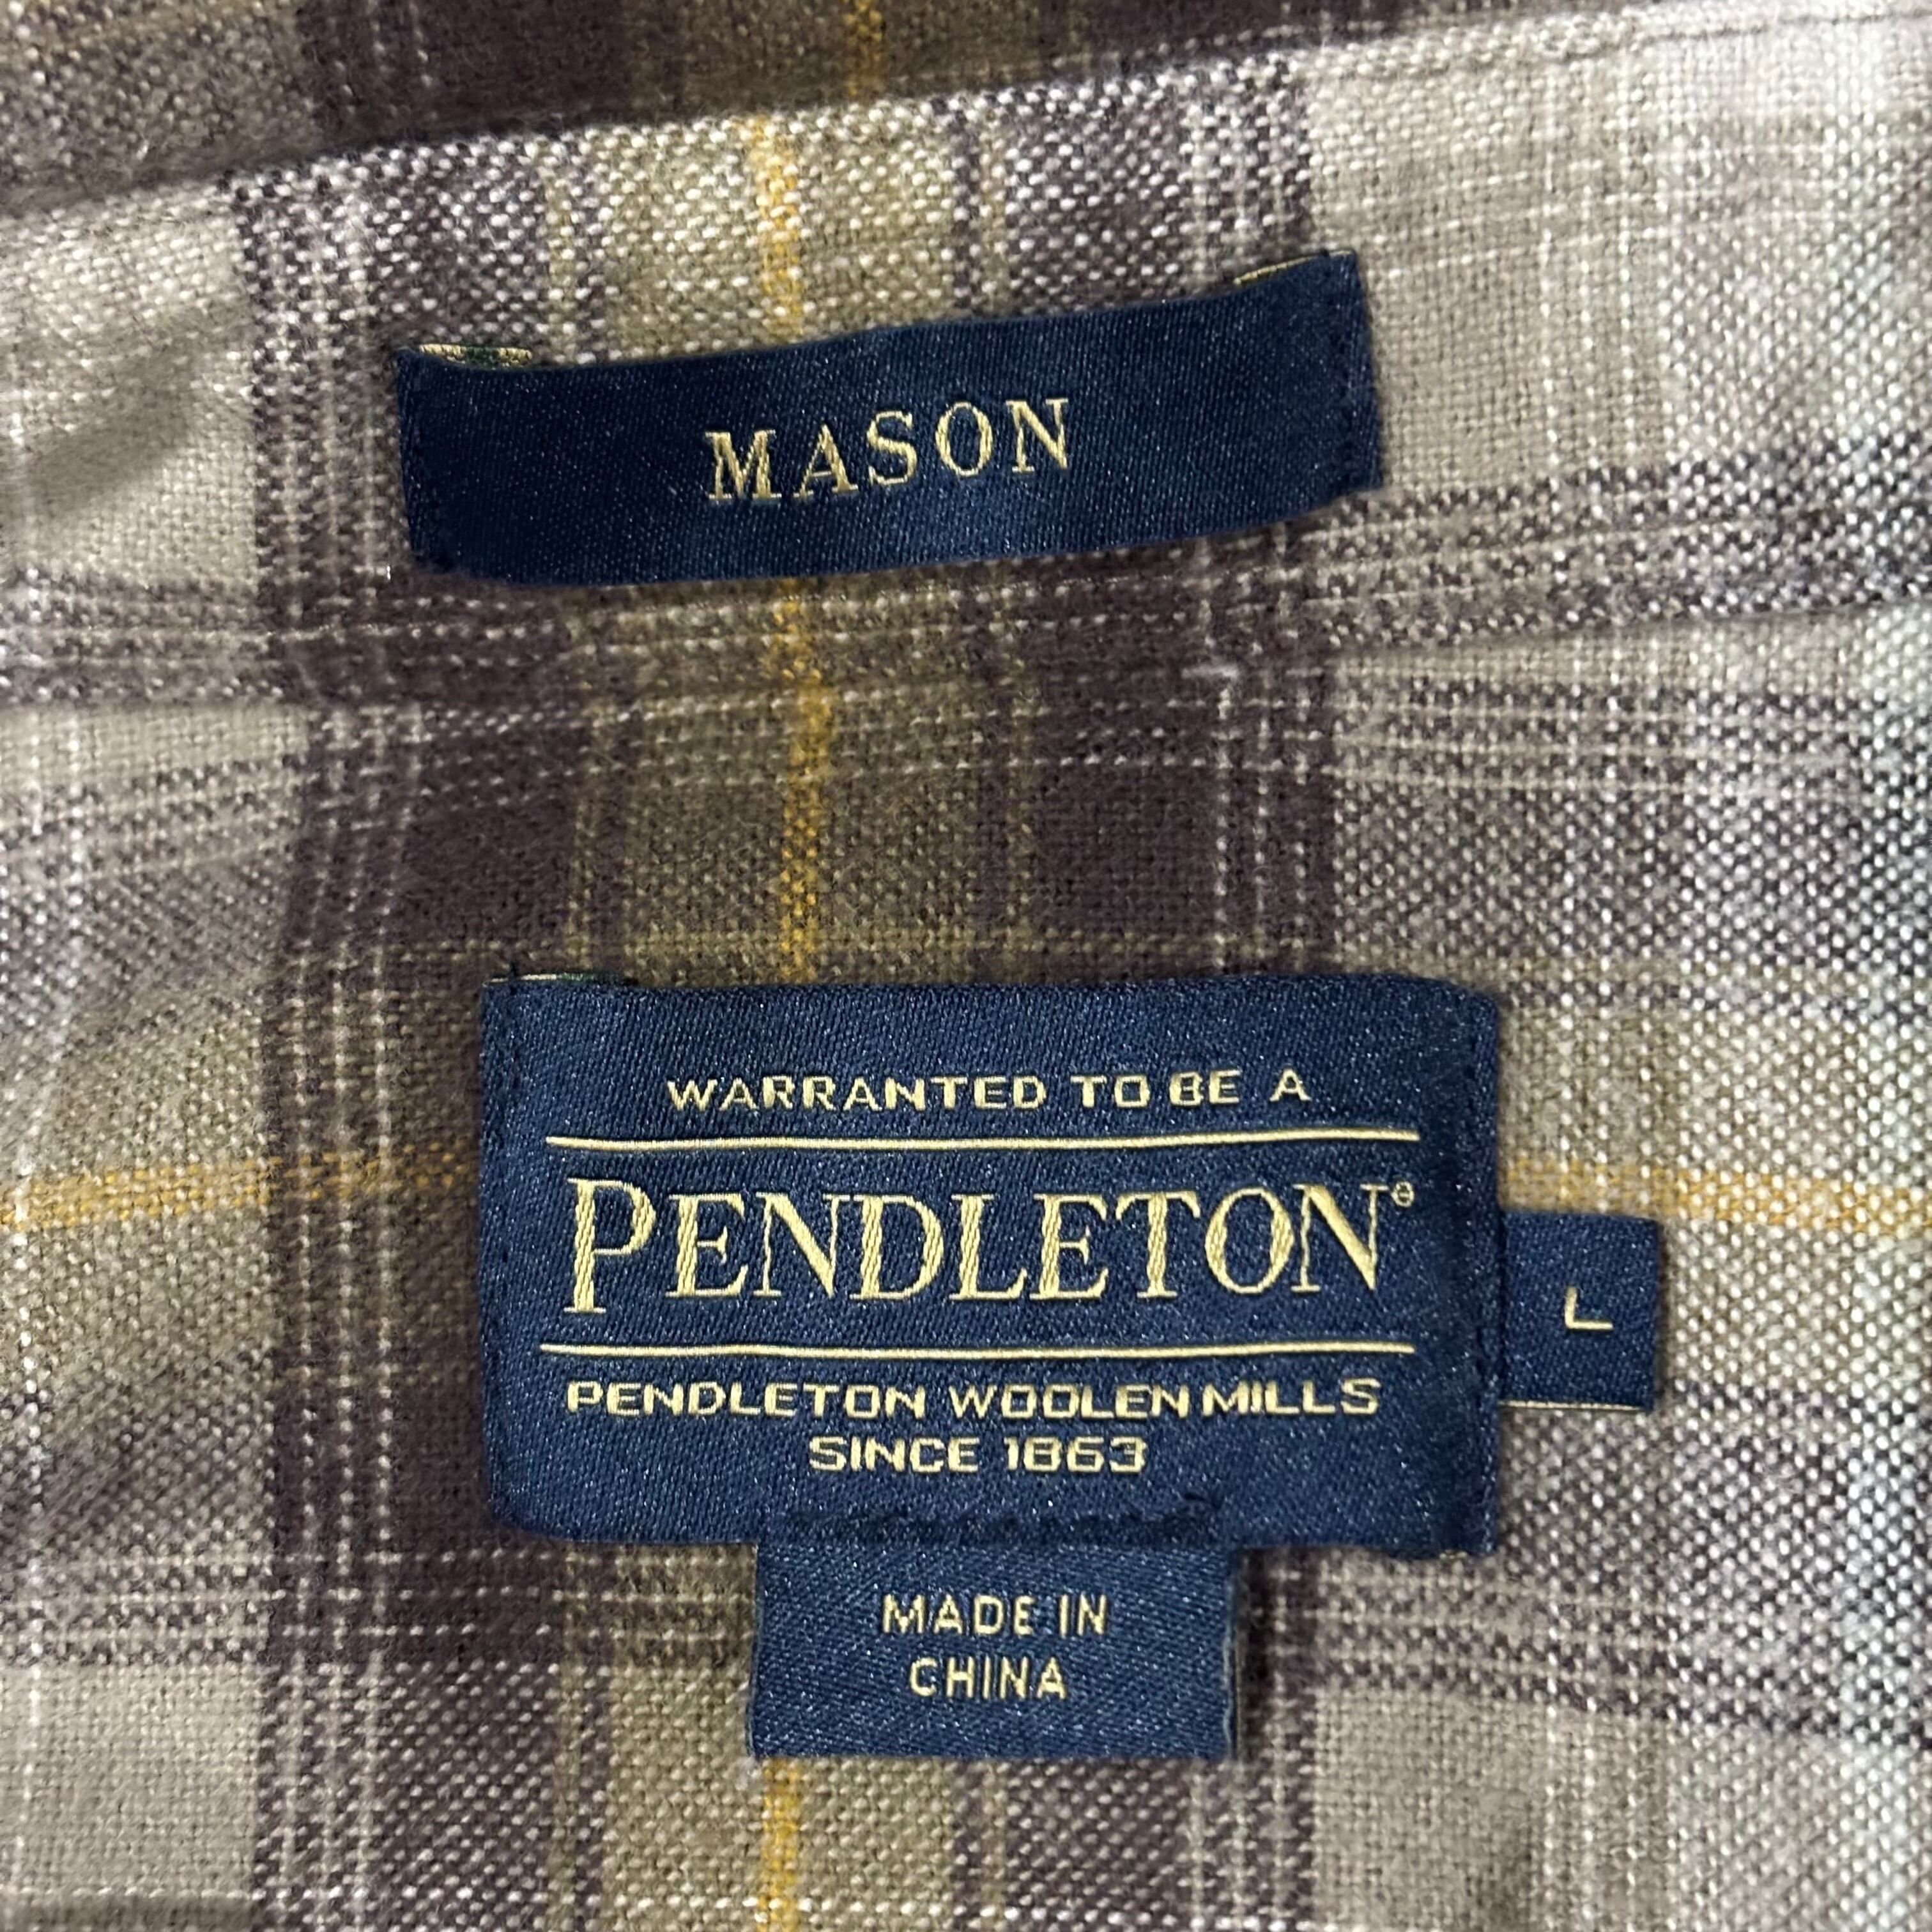 MASON
WARRANTED TO BE A
PENDLETON®
L
PENDLETON WOOLEN MILLS
SINCE 1863
MADE IN
CHINA